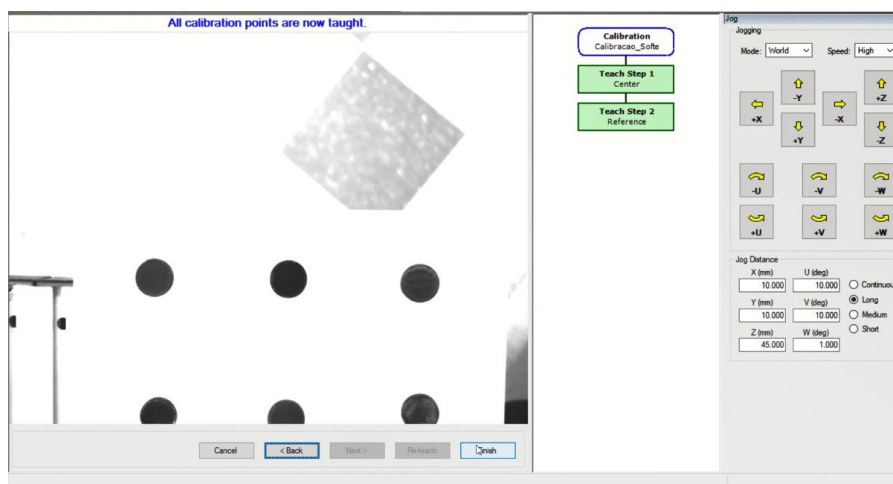 All calibration points are now taught.
Calibration
Calibracao_Softe
Teach Step 1
Center
Teach Step 2
Reference
Cancel
< Back
Next >
Re-teach
Finish
Jog
Jogging
Mode: World Speed: High
-Y +Z
+X -X
+Y -Z
-U -V -W
+U +V +W
Jog Distance
X (mm) U (deg)
10.000 10.000 Continuou
Y (mm) V (deg) Long
10.000 10.000 Medium
Z (mm) W (deg) Short
45.000 1.000